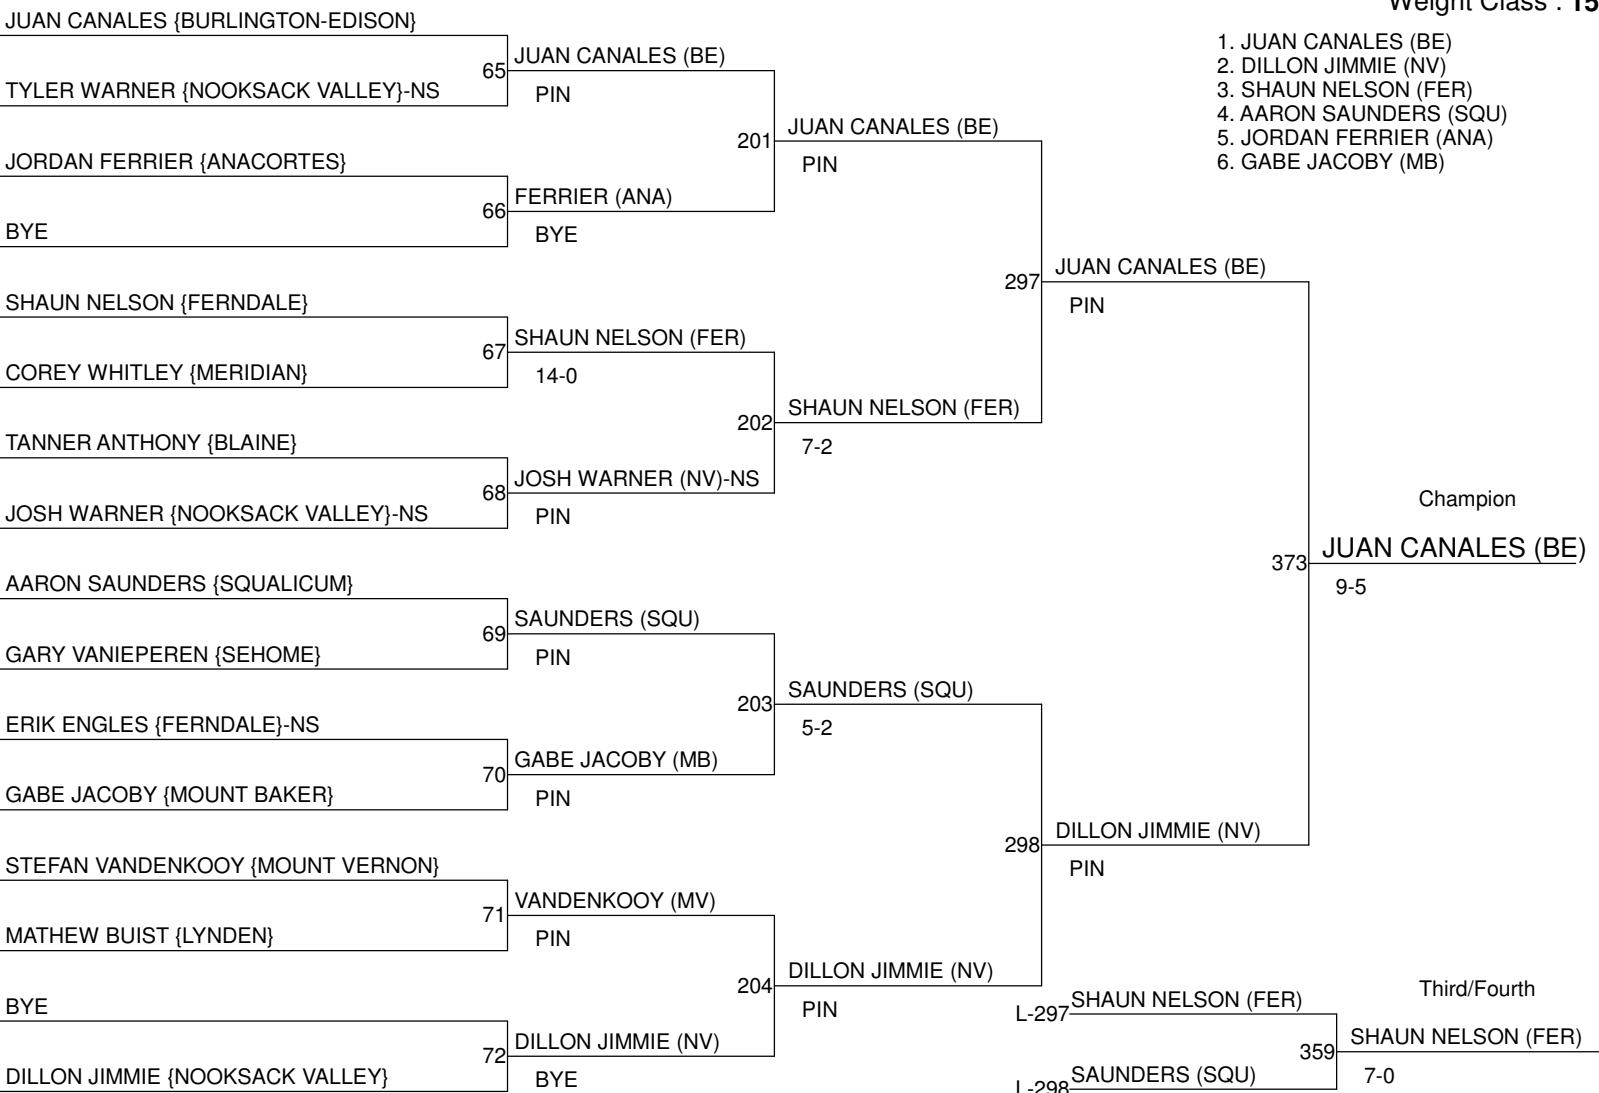 Weight Class : 15
1. JUAN CANALES (BE)
2. DILLON JIMMIE (NV)
3. SHAUN NELSON (FER)
4. AARON SAUNDERS (SQU)
5. JORDAN FERRIER (ANA)
6. GABE JACOBY (MB)
JUAN CANALES {BURLINGTON-EDISON}
65
JUAN CANALES (BE)
PIN
TYLER WARNER {NOOKSACK VALLEY}-NS
201
JUAN CANALES (BE)
PIN
JORDAN FERRIER {ANACORTES}
66
FERRIER (ANA)
BYE
BYE
297
JUAN CANALES (BE)
PIN
SHAUN NELSON {FERNDALE}
67
SHAUN NELSON (FER)
14-0
COREY WHITLEY {MERIDIAN}
202
SHAUN NELSON (FER)
7-2
TANNER ANTHONY {BLAINE}
68
JOSH WARNER (NV)-NS
PIN
JOSH WARNER {NOOKSACK VALLEY}-NS
Champion
373
JUAN CANALES (BE)
9-5
AARON SAUNDERS {SQUALICUM}
69
SAUNDERS (SQU)
PIN
GARY VANIEPEREN {SEHOME}
203
SAUNDERS (SQU)
5-2
ERIK ENGLES {FERNDALE}-NS
70
GABE JACOBY (MB)
PIN
GABE JACOBY {MOUNT BAKER}
298
DILLON JIMMIE (NV)
PIN
STEFAN VANDENKOOY {MOUNT VERNON}
71
VANDENKOOY (MV)
PIN
MATHEW BUIST {LYNDEN}
204
DILLON JIMMIE (NV)
PIN
BYE
72
DILLON JIMMIE (NV)
BYE
DILLON JIMMIE {NOOKSACK VALLEY}
Third/Fourth
L-297
SHAUN NELSON (FER)
359
SHAUN NELSON (FER)
7-0
L-298
SAUNDERS (SQU)